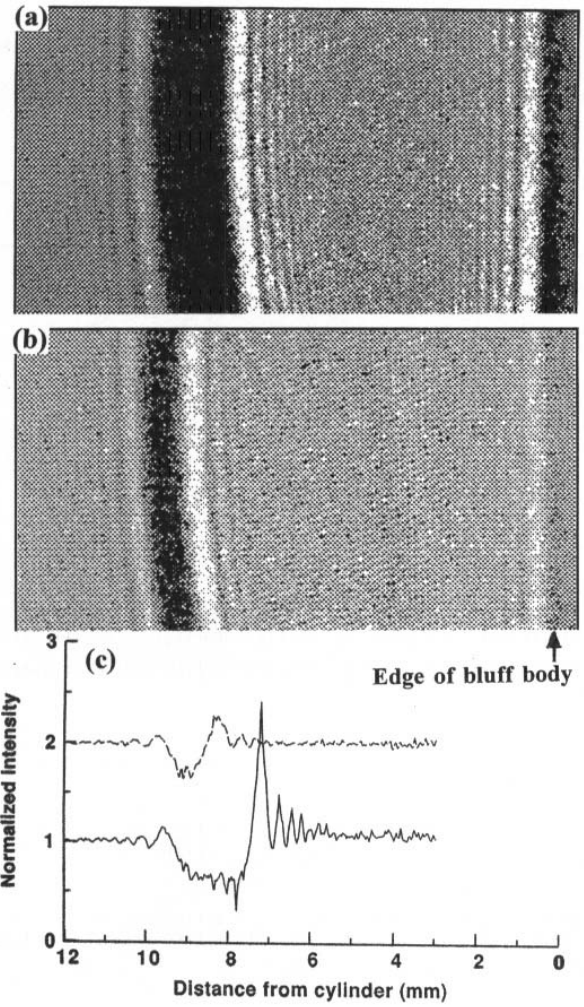 (a)
(b)
Edge of bluff body
(c)
3
2
1
0
Normalized intensity
12 10 8 6 4 2 0
Distance from cylinder (mm)